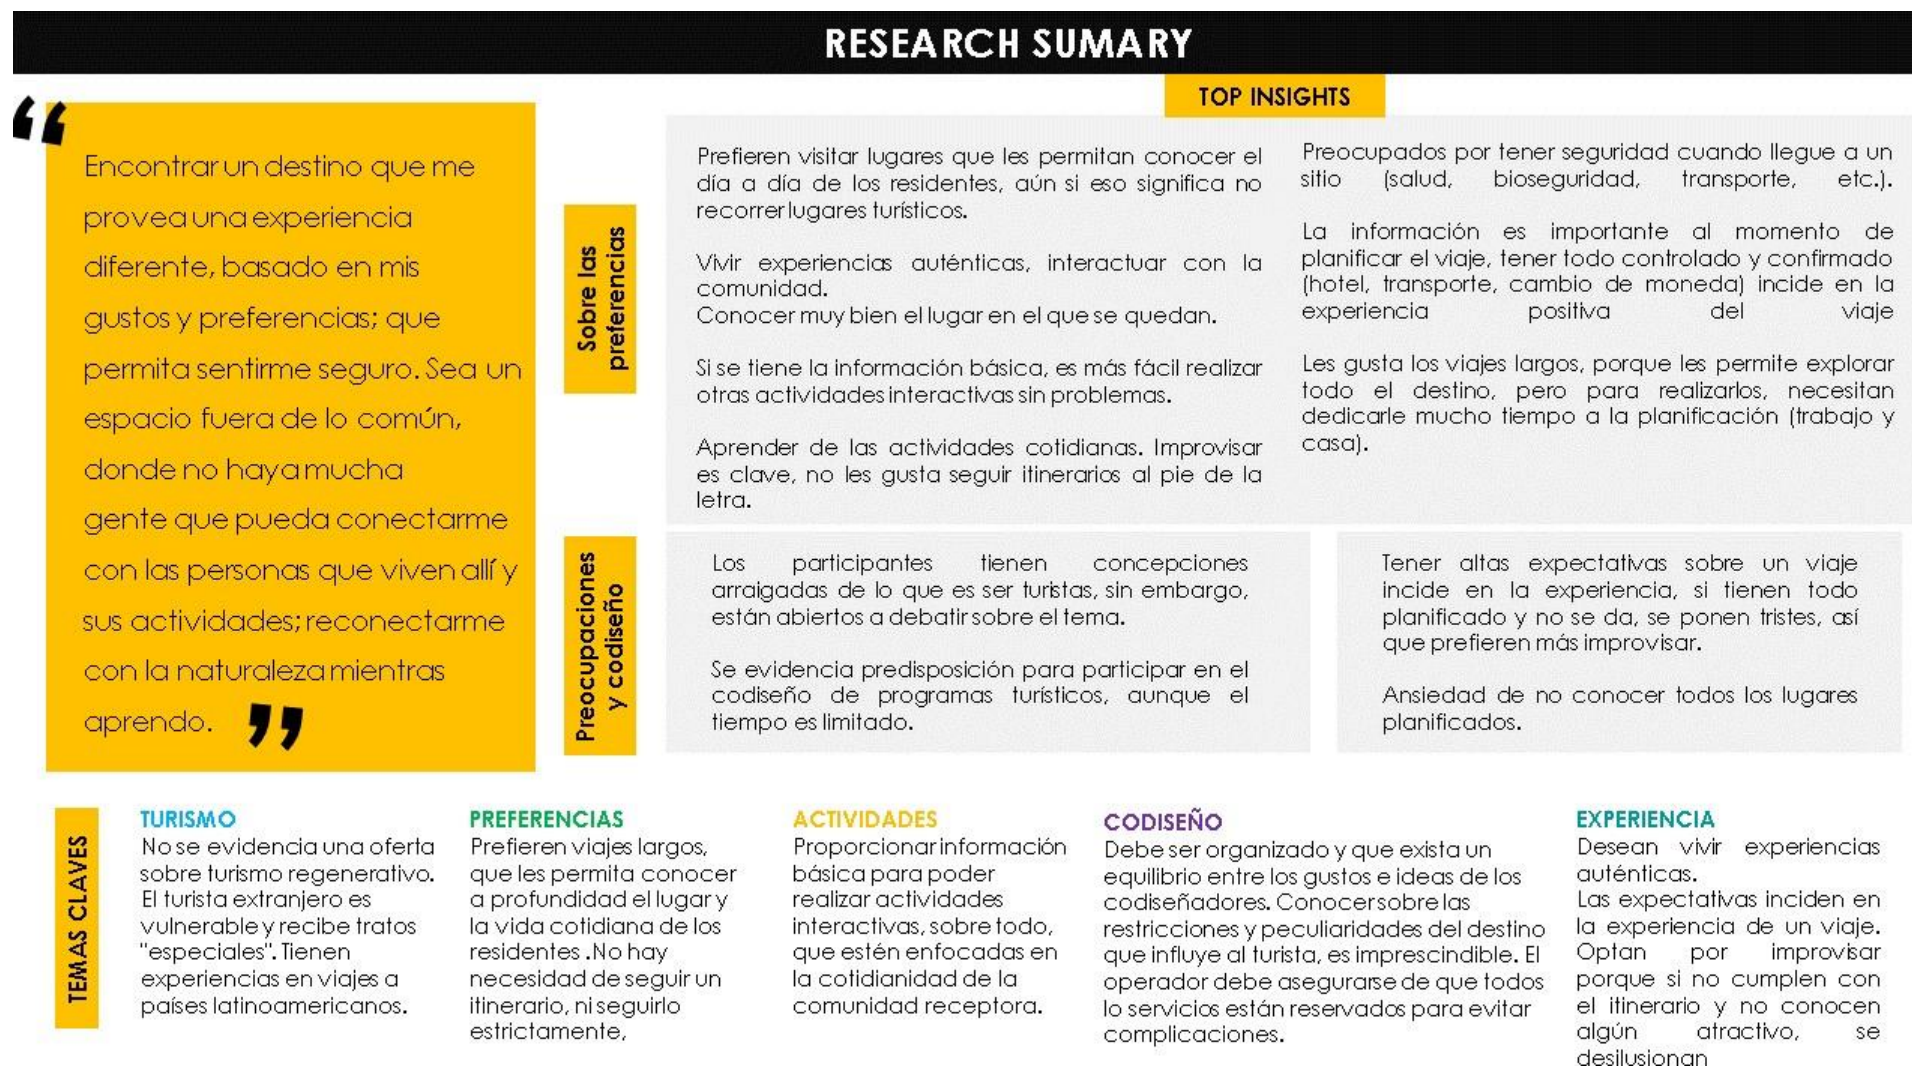 RESEARCH SUMARY
TOP INSIGHTS
“
Encontrar un destino que me
provea una experiencia
diferente, basado en mis
gustos y preferencias; que
permita sentirme seguro. Sea un
espacio fuera de lo común,
donde no haya mucha
gente que pueda conectarme
con las personas que viven allí y
sus actividades; reconectarme
con la naturaleza mientras
aprendo.
”
Sobre las
preferencias
Prefieren visitar lugares que les permitan conocer el
día a día de los residentes, aún si eso significa no
recorrer lugares turísticos.
Vivir experiencias auténticas, interactuar con la
comunidad.
Conocer muy bien el lugar en el que se quedan.
Si se tiene la información básica, es más fácil realizar
otras actividades interactivas sin problemas.
Aprender de las actividades cotidianas. Improvisar
es clave, no les gusta seguir itinerarios al pie de la
letra.
Preocupados por tener seguridad cuando llegue a un
sitio (salud, bioseguridad, transporte, etc.).
La información es importante al momento de
planificar el viaje, tener todo controlado y confirmado
(hotel, transporte, cambio de moneda) incide en la
experiencia positiva del viaje
Les gusta los viajes largos, porque les permite explorar
todo el destino, pero para realizarlos, necesitan
dedicarle mucho tiempo a la planificación (trabajo y
casa).
Preocupaciones
y codiseño
Los participantes tienen concepciones
arraigadas de lo que es ser turistas, sin embargo,
están abiertos a debatir sobre el tema.
Se evidencia predisposición para participar en el
codiseño de programas turísticos, aunque el
tiempo es limitado.
Tener altas expectativas sobre un viaje
incide en la experiencia, si tienen todo
planificado y no se da, se ponen tristes, así
que prefieren más improvisar.
Ansiedad de no conocer todos los lugares
planificados.
TEMAS CLAVES
TURISMO
No se evidencia una oferta
sobre turismo regenerativo.
El turista extranjero es
vulnerable y recibe tratos
"especiales". Tienen
experiencias en viajes a
países latinoamericanos.
PREFERENCIAS
Prefieren viajes largos,
que les permita conocer
a profundidad el lugar y
la vida cotidiana de los
residentes .No hay
necesidad de seguir un
itinerario, ni seguirlo
estrictamente,
ACTIVIDADES
Proporcionar información
básica para poder
realizar actividades
interactivas, sobre todo,
que estén enfocadas en
la cotidianidad de la
comunidad receptora.
CODISEÑO
Debe ser organizado y que exista un
equilibrio entre los gustos e ideas de los
codiseñadores. Conocer sobre las
restricciones y peculiaridades del destino
que influye al turista, es imprescindible. El
operador debe asegurarse de que todos
lo servicios están reservados para evitar
complicaciones.
EXPERIENCIA
Desean vivir experiencias
auténticas.
Las expectativas inciden en
la experiencia de un viaje.
Optan por improvisar
porque si no cumplen con
el itinerario y no conocen
algún atractivo, se
desilusionan